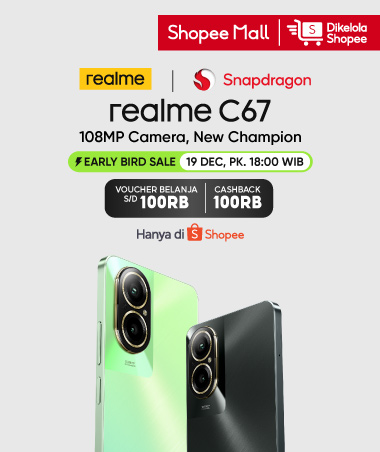 Shopee Mall
Dikelola
Shopee
realme
Snapdragon
realme C67
108MP Camera, New Champion
EARLY BIRD SALE 19 DEC, PK. 18:00 WIB
VOUCHER BELANJA
S/D 100RB
CASHBACK
100RB
Hanya di Shopee